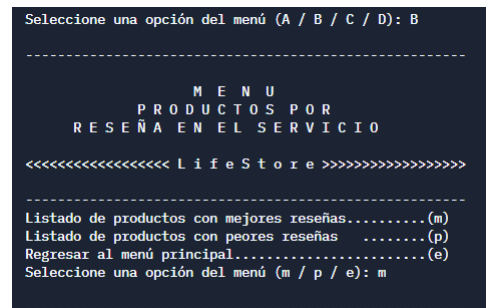 Seleccione una opción del menú (A / B / C / D): B
-------------------------------------------------------
M E N U
P R O D U C T O S P O R
R E S E Ñ A E N E L S E R V I C I O
<<<<<<<<<<<<<<<<<< L i f e S t o r e >>>>>>>>>>>>>>>>>>
-------------------------------------------------------
Listado de productos con mejores reseñas..........(m)
Listado de productos con peores reseñas ........(p)
Regresar al menú principal........................(e)
Seleccione una opción del menú (m / p / e): m